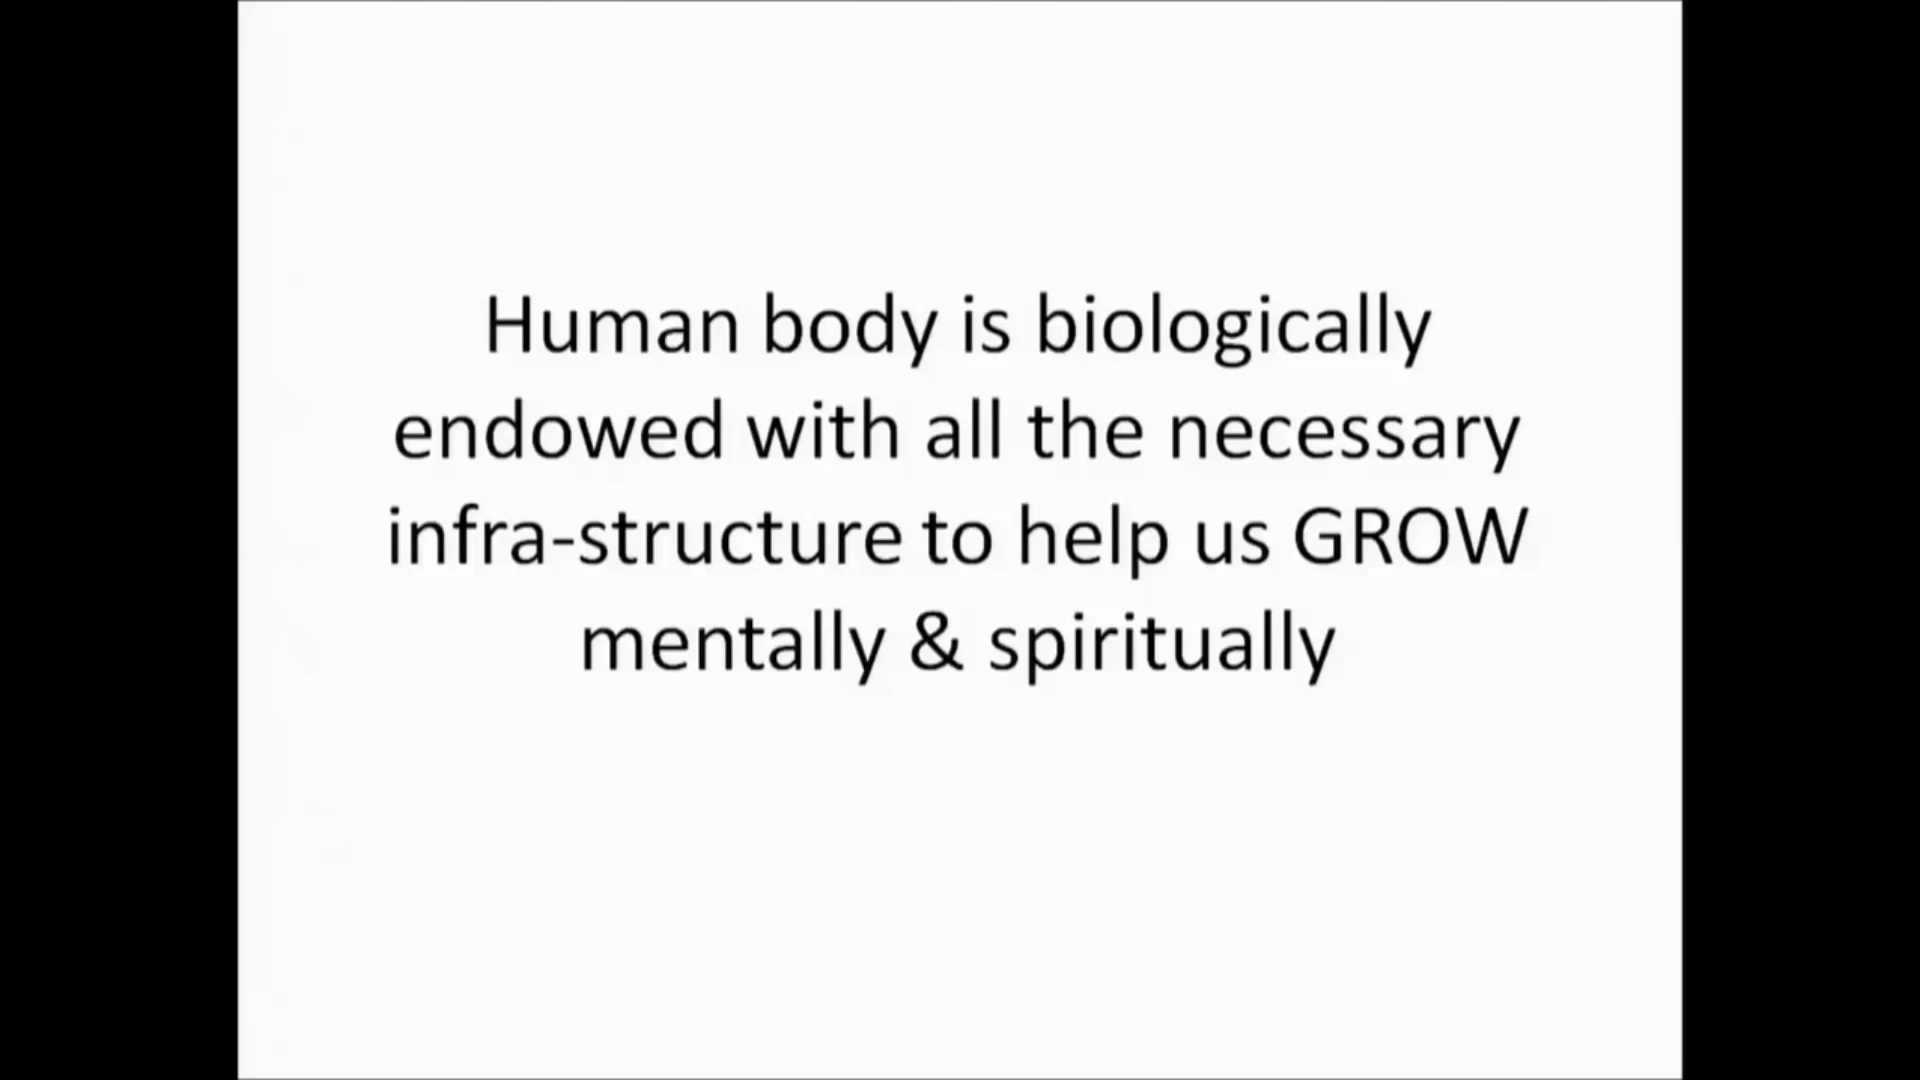 Human body is biologically
endowed with all the necessary
infra-structure to help us GROW
mentally & spiritually